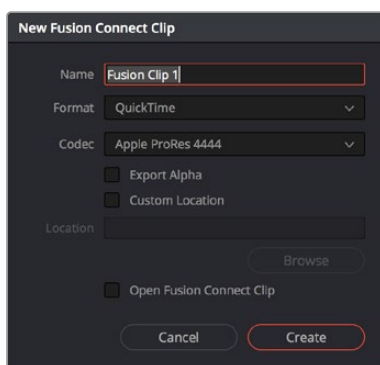 New Fusion Connect Clip
Name Fusion Clip 1
Format QuickTime
Codec Apple ProRes 4444
Export Alpha
Custom Location
Location
Browse
Open Fusion Connect Clip
Cancel Create